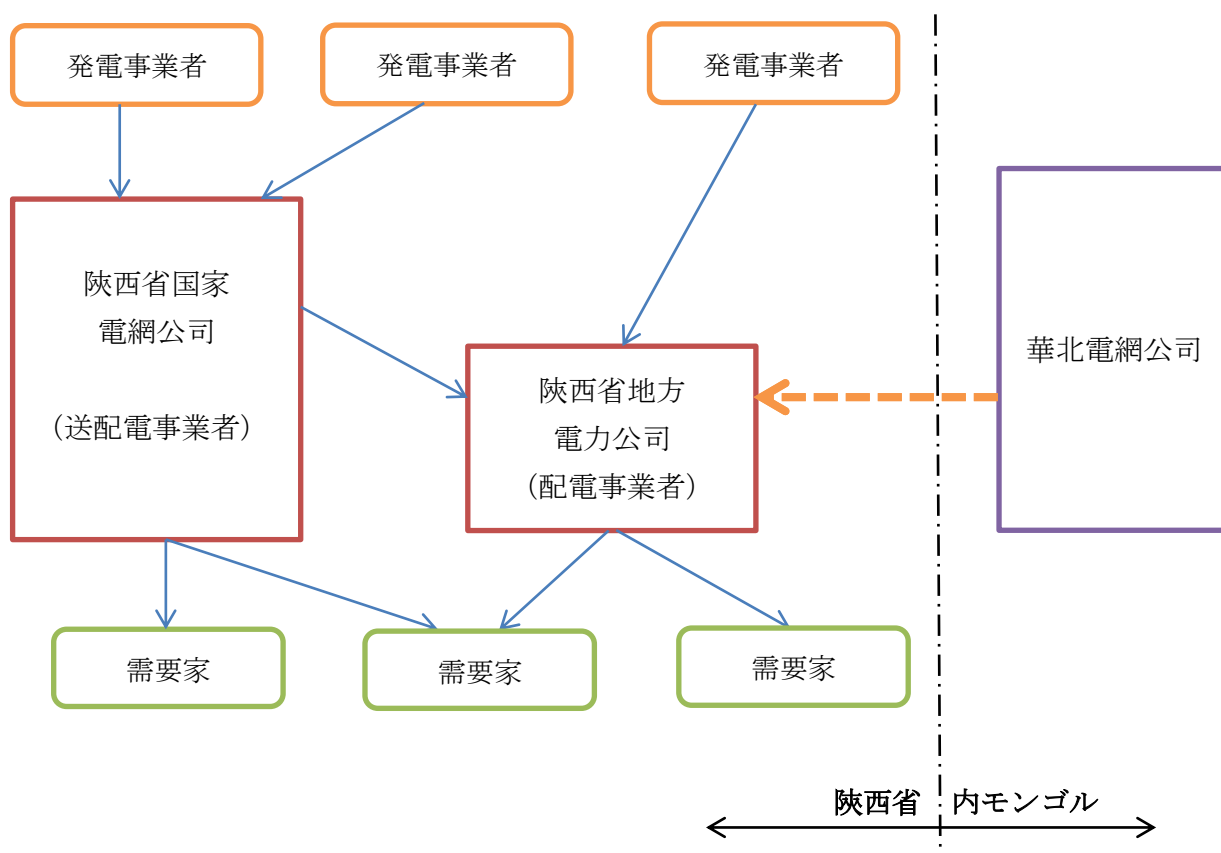 発電事業者
発電事業者
発電事業者
陝西省国家
電網公司
（送配電事業者）
陝西省地方
電力公司
（配電事業者）
華北電網公司
需要家
需要家
需要家
陝西省
内モンゴル